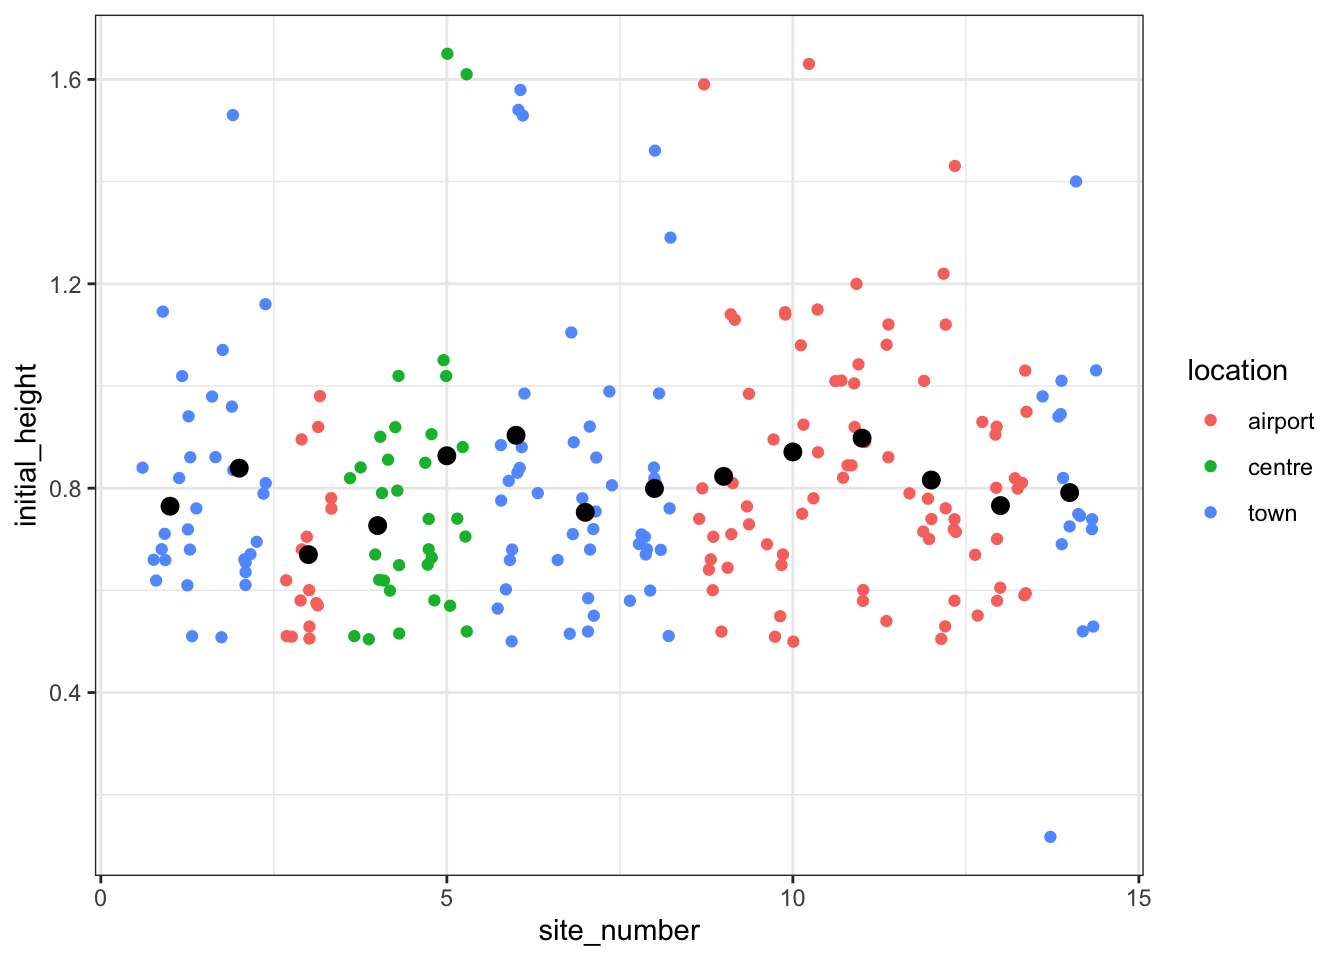 1.6
1.2
0.8
0.4
initial_height
0
5
10
15
site_number
location
airport
centre
town